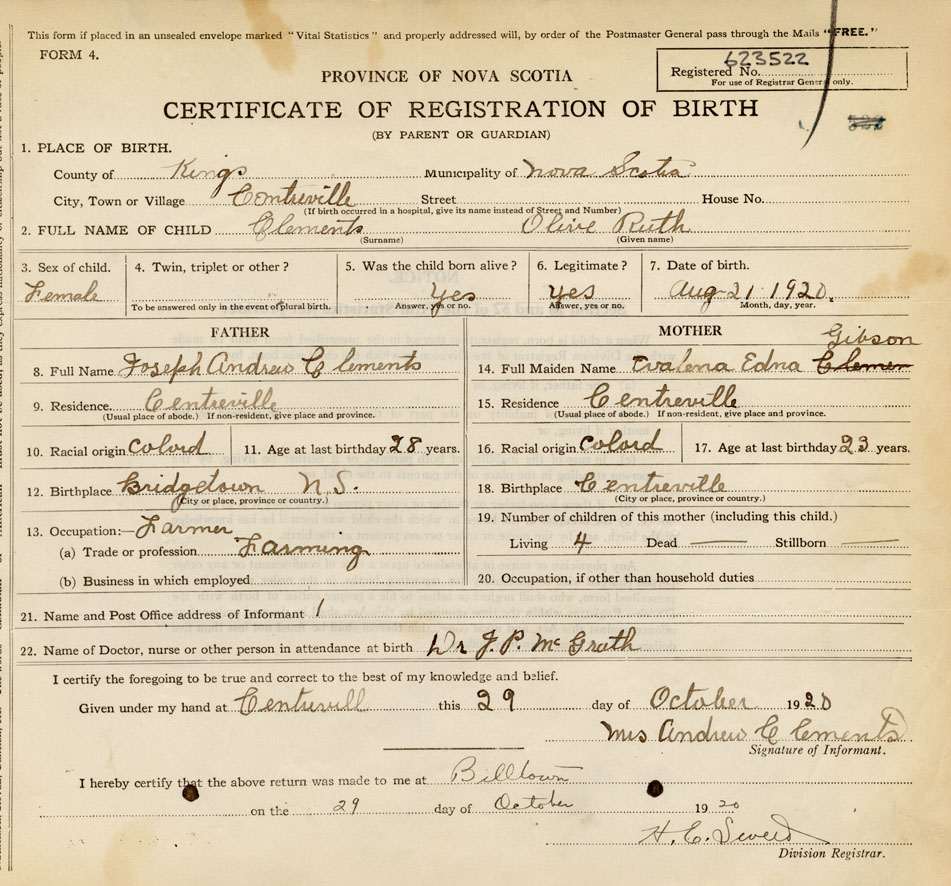 This form if placed in an unsealed envelope marked "Vital Statistics" and properly addressed will, by order of the Postmaster General pass through the Mails "FREE."
FORM 4.
623522
Registered No.
For use of Registrar General only.
PROVINCE OF NOVA SCOTIA
CERTIFICATE OF REGISTRATION OF BIRTH
(BY PARENT OR GUARDIAN)
1. PLACE OF BIRTH.
County of Kings Municipality of Nova Scotia
City, Town or Village Centreville Street House No.
(If birth occurred in a hospital, give its name instead of Street and Number)
2. FULL NAME OF CHILD Clements Olive Ruth
(Surname) (Given name)
3. Sex of child. 4. Twin, triplet or other? 5. Was the child born alive? 6. Legitimate? 7. Date of birth.
Female yes yes Aug 21 1920.
To be answered only in the event of plural birth. Answer, yes or no. Answer, yes or no. Month, day, year.
FATHER
8. Full Name Joseph Andrew Clements
9. Residence. Centreville
(Usual place of abode.) If non-resident, give place and province.
10. Racial origin Colord 11. Age at last birthday 28 years.
12. Birthplace Bridgetown N.S.
(City or place, province or country.)
13. Occupation:— Farmer
(a) Trade or profession Farming
(b) Business in which employed
MOTHER
Gibson
14. Full Maiden Name Evalena Edna Clemen
15. Residence Centreville
(Usual place of abode.) If non-resident, give place and province.
16. Racial origin Colord 17. Age at last birthday 23 years.
18. Birthplace Centreville
(City or place, province or country.)
19. Number of children of this mother (including this child.)
Living 4 Dead — Stillborn —
20. Occupation, if other than household duties
21. Name and Post Office address of Informant
22. Name of Doctor, nurse or other person in attendance at birth Dr J. P. McGrath
I certify the foregoing to be true and correct to the best of my knowledge and belief.
Given under my hand at Centrevill this 29 day of October 1920
Mrs Andrew Clements
Signature of Informant.
I hereby certify that the above return was made to me at Billtown
on the 29 day of October 1920
H. C.
Division Registrar.